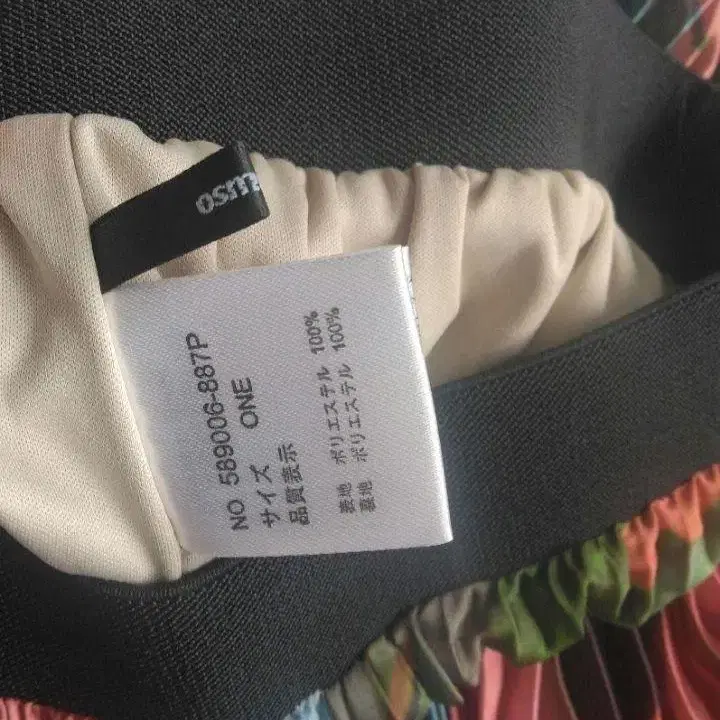 NO 589006-887P
サイズ ONE
品質表示
表地 ポリエステル 100%
裏地 ポリエステル 100%